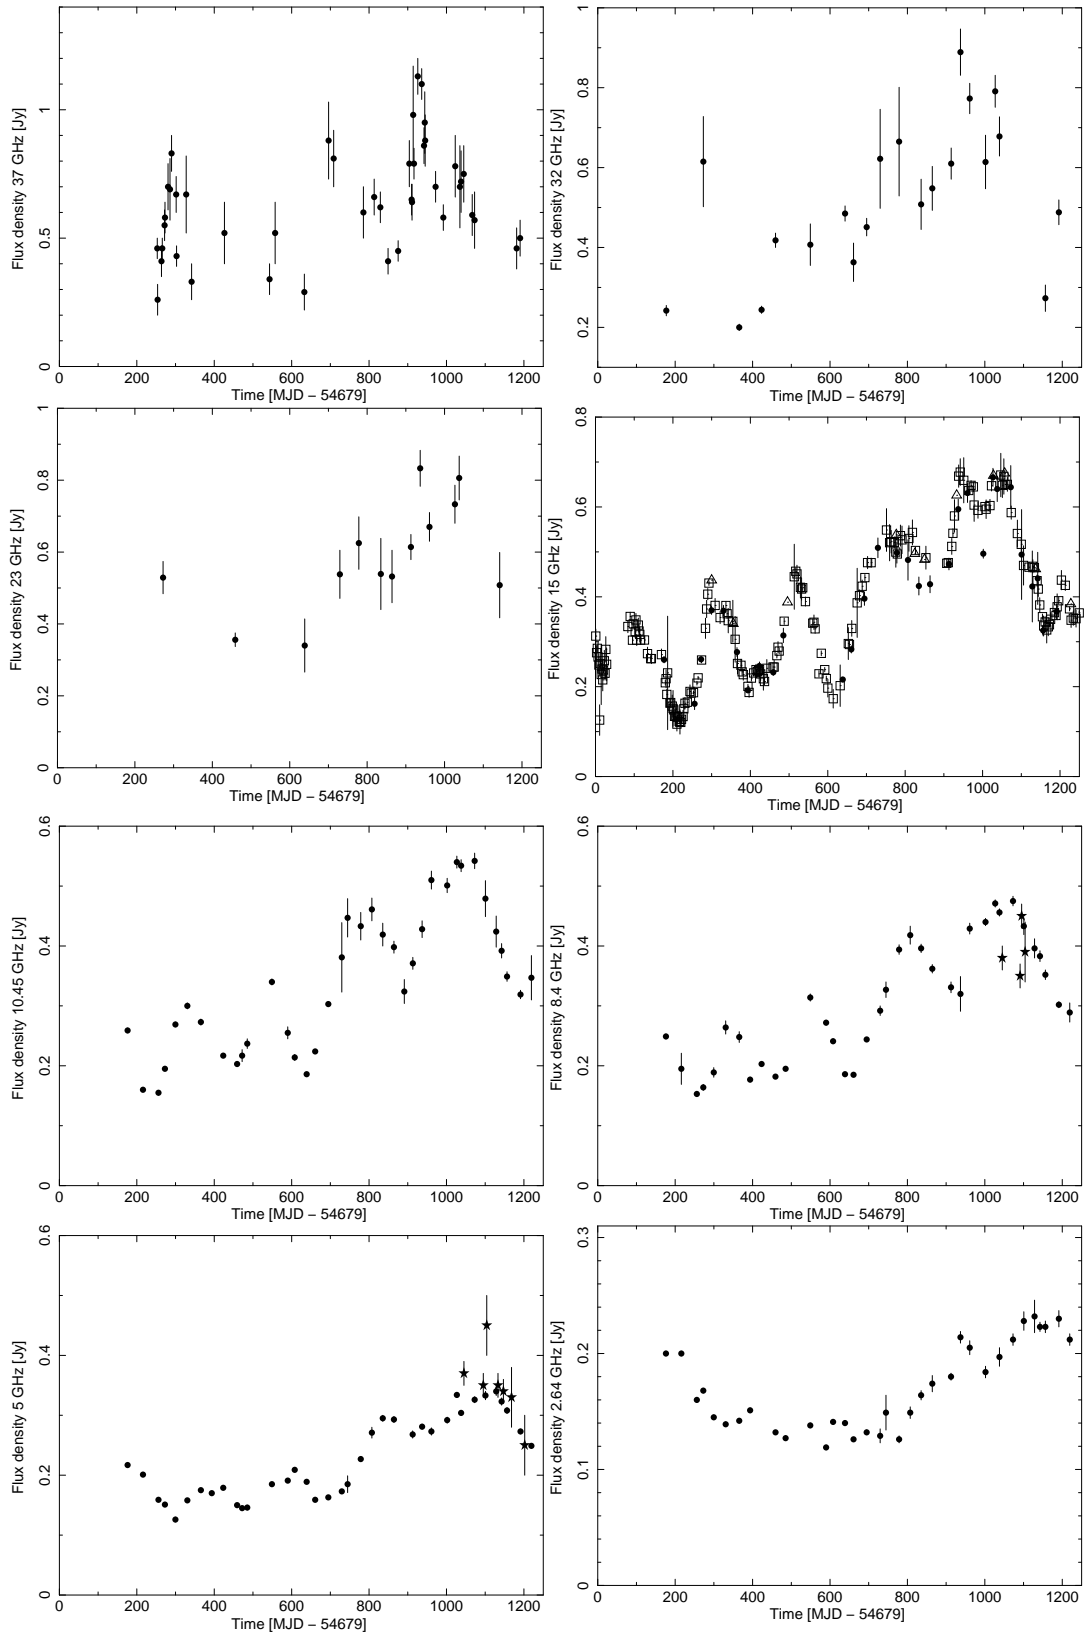 Flux density 37 GHz [Jy]
0 0.5 1
0 200 400 600 800 1000 1200
Time [MJD − 54679]
Flux density 32 GHz [Jy]
0.2 0.4 0.6 0.8 1
0 200 400 600 800 1000 1200
Time [MJD − 54679]
Flux density 23 GHz [Jy]
0 0.2 0.4 0.6 0.8 1
0 200 400 600 800 1000 1200
Time [MJD − 54679]
Flux density 15 GHz [Jy]
0 0.2 0.4 0.6 0.8
0 200 400 600 800 1000 1200
Time [MJD − 54679]
Flux density 10.45 GHz [Jy]
0 0.2 0.4 0.6
0 200 400 600 800 1000 1200
Time [MJD − 54679]
Flux density 8.4 GHz [Jy]
0 0.2 0.4 0.6
0 200 400 600 800 1000 1200
Time [MJD − 54679]
Flux density 5 GHz [Jy]
0 0.2 0.4 0.6
0 200 400 600 800 1000 1200
Time [MJD − 54679]
Flux density 2.64 GHz [Jy]
0 0.1 0.2 0.3
0 200 400 600 800 1000 1200
Time [MJD − 54679]